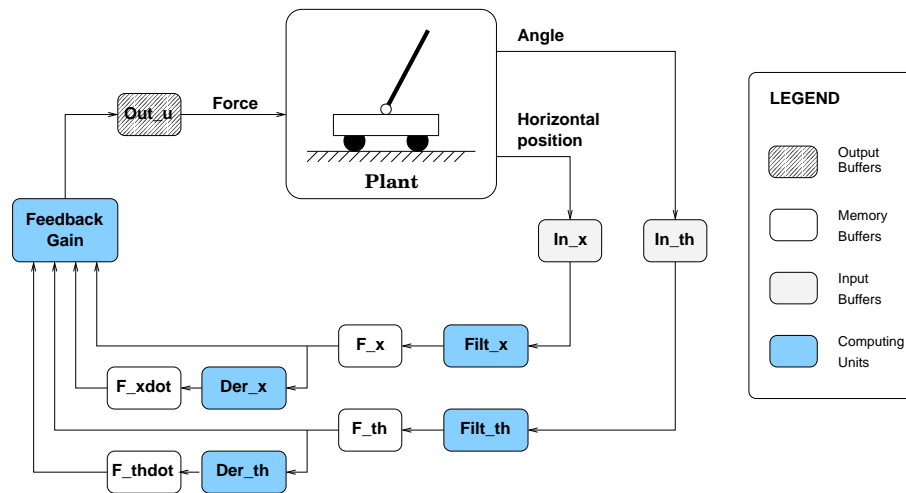 Angle
LEGEND
Out_u
Force
Horizontal
position
Output
Buffers
Plant
Feedback
Gain
Memory
Buffers
In_x
In_th
Input
Buffers
F_x
Filt_x
Computing
Units
F_xdot
Der_x
F_th
Filt_th
F_thdot
Der_th